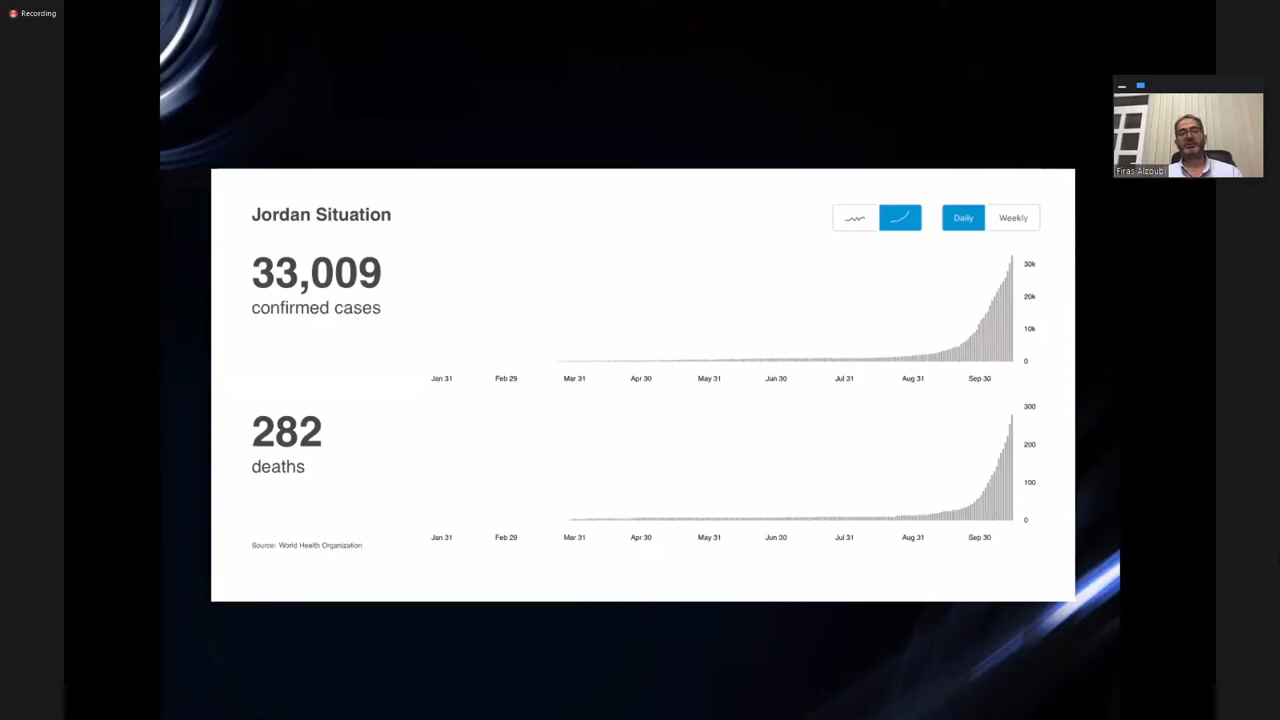 Recording
Firas Alzoubi
Jordan Situation
Daily
Weekly
33,009
confirmed cases
30k
20k
10k
0
Jan 31
Feb 29
Mar 31
Apr 30
May 31
Jun 30
Jul 31
Aug 31
Sep 30
282
deaths
300
200
100
0
Jan 31
Feb 29
Mar 31
Apr 30
May 31
Jun 30
Jul 31
Aug 31
Sep 30
Source: World Health Organization